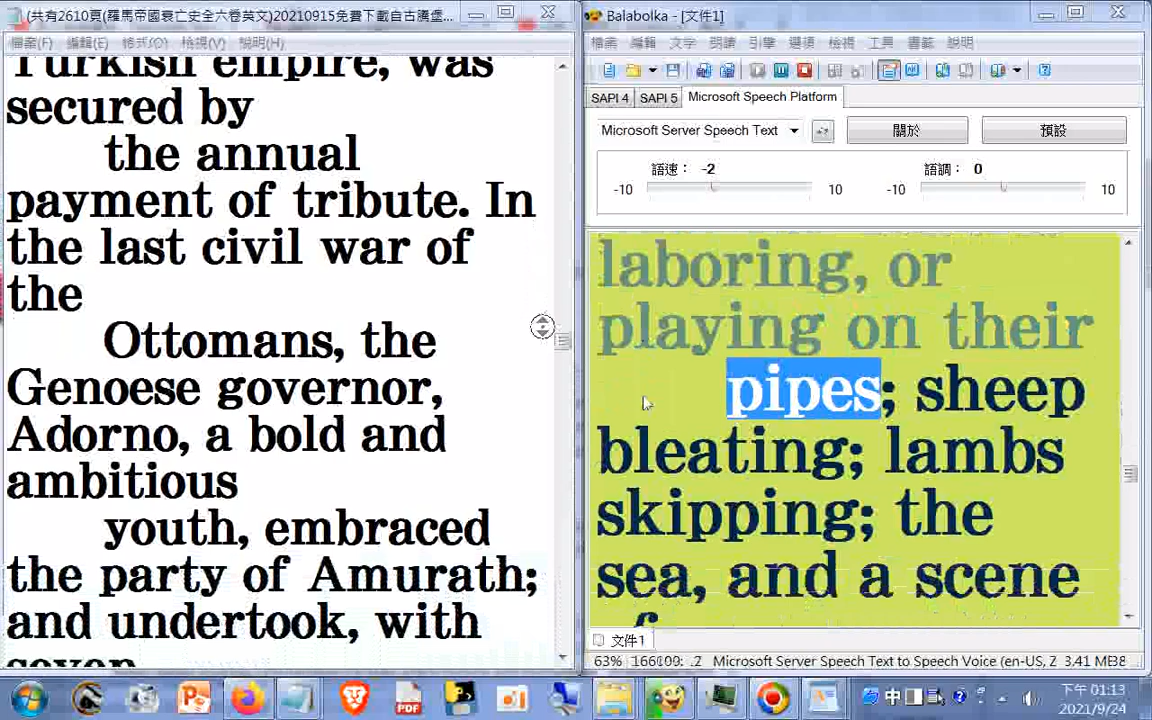 (共有2610頁(羅馬帝國衰亡史全六卷英文)20210915免費下載自古騰堡...
檔案(F) 編輯(E) 格式(O) 檢視(V) 說明(H)
Turkish empire, was
secured by
the annual
payment of tribute. In
the last civil war of
the
Ottomans, the
Genoese governor,
Adorno, a bold and
ambitious
youth, embraced
the party of Amurath;
and undertook, with
seven
Balabolka - [文件1]
檔案 編輯 文字 朗讀 引擎 選項 檢視 工具 書籤 說明
SAPI 4 SAPI 5 Microsoft Speech Platform
Microsoft Server Speech Text 關於 預設
語速： -2 語調： 0
-10 10 -10 10
laboring, or
playing on their
pipes; sheep
bleating; lambs
skipping; the
sea, and a scene
of
文件1
63% Microsoft Server Speech Text to Speech Voice (en-US, Z
中 下午 01:13
2021/9/24